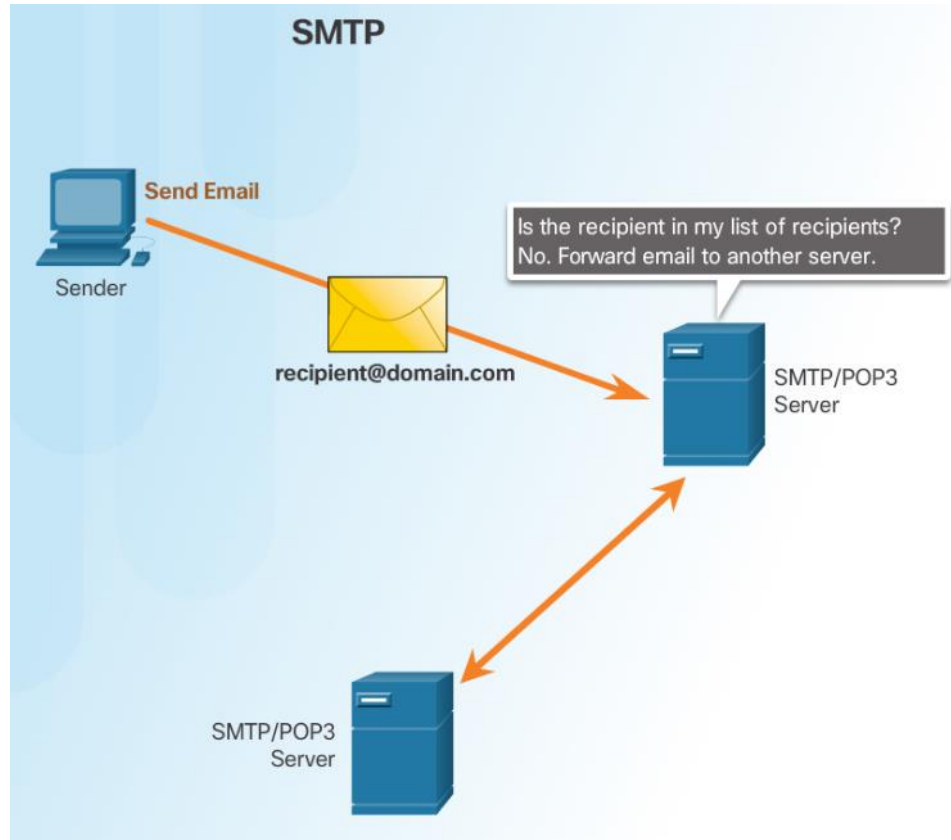 SMTP
Send Email
Sender
Is the recipient in my list of recipients?
No. Forward email to another server.
recipient@domain.com
SMTP/POP3
Server
SMTP/POP3
Server